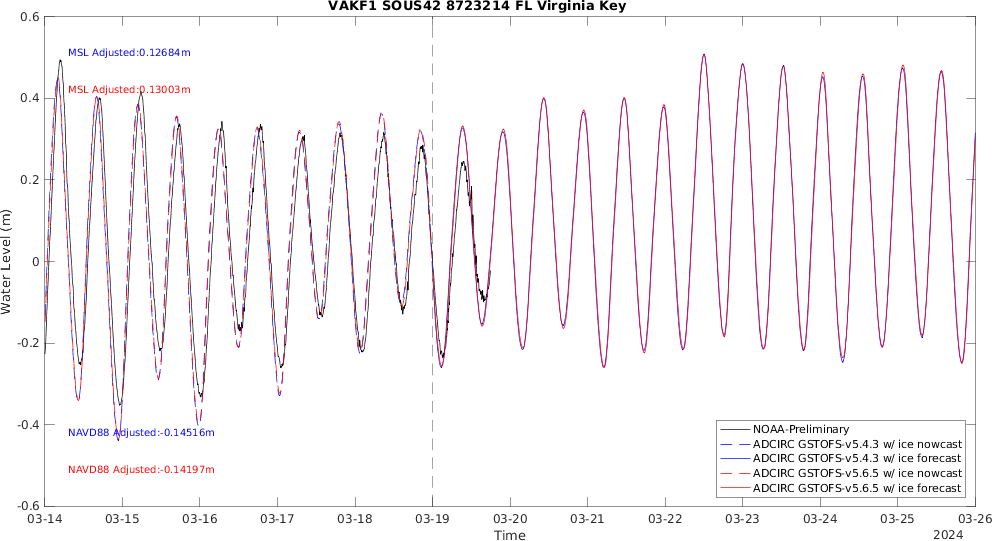 VAKF1 SOUS42 8723214 FL Virginia Key
0.6
0.4
0.2
0
-0.2
-0.4
-0.6
Water Level (m)
MSL Adjusted:0.12684m
MSL Adjusted:0.13003m
NAVD88 Adjusted:-0.14516m
NAVD88 Adjusted:-0.14197m
NOAA-Preliminary
ADCIRC GSTOFS-v5.4.3 w/ ice nowcast
ADCIRC GSTOFS-v5.4.3 w/ ice forecast
ADCIRC GSTOFS-v5.6.5 w/ ice nowcast
ADCIRC GSTOFS-v5.6.5 w/ ice forecast
03-14 03-15 03-16 03-17 03-18 03-19 03-20 03-21 03-22 03-23 03-24 03-25 03-26
Time
2024